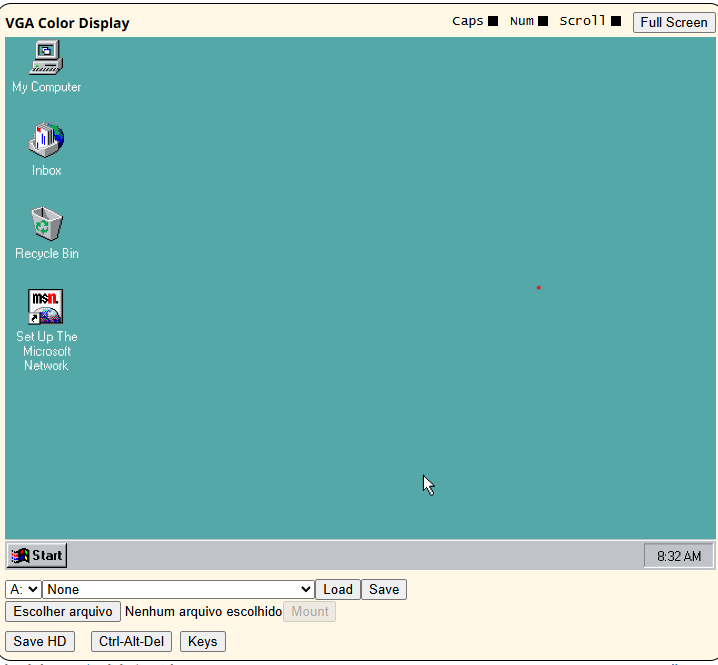 VGA Color Display
Caps Num Scroll Full Screen
My Computer
Inbox
Recycle Bin
msn.
Set Up The
Microsoft
Network
Start
8:32 AM
A: None Load Save
Escolher arquivo Nenhum arquivo escolhido Mount
Save HD Ctrl-Alt-Del Keys